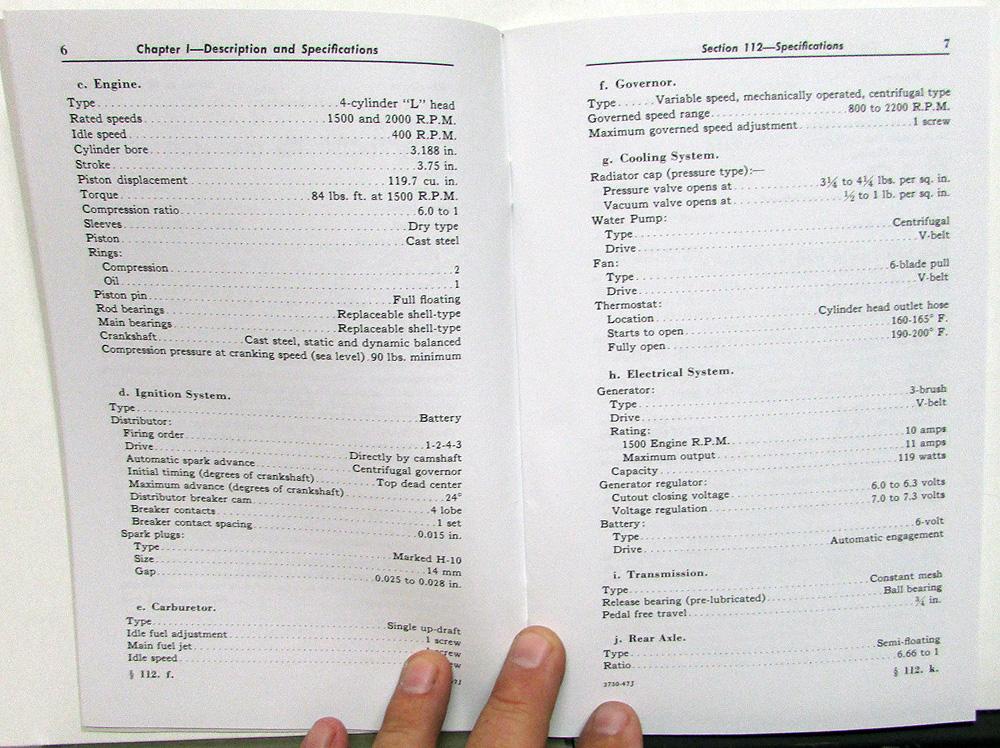 6 Chapter I—Description and Specifications
c. Engine.
Type 4-cylinder "L" head
Rated speeds 1500 and 2000 R.P.M.
Idle speed 400 R.P.M.
Cylinder bore 3.188 in.
Stroke 3.75 in.
Piston displacement 119.7 cu. in.
Torque 84 lbs. ft. at 1500 R.P.M.
Compression ratio 6.0 to 1
Sleeves Dry type
Piston Cast steel
Rings:
Compression 2
Oil 1
Piston pin Full floating
Rod bearings Replaceable shell-type
Main bearings Replaceable shell-type
Crankshaft Cast steel, static and dynamic balanced
Compression pressure at cranking speed (sea level) 90 lbs. minimum
d. Ignition System.
Type Battery
Distributor:
Firing order 1-2-4-3
Drive Directly by camshaft
Automatic spark advance Centrifugal governor
Initial timing (degrees of crankshaft) Top dead center
Maximum advance (degrees of crankshaft) 24°
Distributor breaker cam 4 lobe
Breaker contacts 1 set
Breaker contact spacing 0.015 in.
Spark plugs:
Type Marked H-10
Size 14 mm
Gap 0.025 to 0.028 in.
e. Carburetor.
Type Single up-draft
Idle fuel adjustment 1 screw
Main fuel jet
Idle speed
§ 112. f.
Section 112—Specifications 7
f. Governor.
Type Variable speed, mechanically operated, centrifugal type
Governed speed range 800 to 2200 R.P.M.
Maximum governed speed adjustment 1 screw
g. Cooling System.
Radiator cap (pressure type):—
Pressure valve opens at 3¼ to 4¼ lbs. per sq. in.
Vacuum valve opens at ½ to 1 lb. per sq. in.
Water Pump:
Type Centrifugal
Drive V-belt
Fan:
Type 6-blade pull
Drive V-belt
Thermostat:
Location Cylinder head outlet hose
Starts to open 160-165° F.
Fully open 190-200° F.
h. Electrical System.
Generator:
Type 3-brush
Drive V-belt
Rating:
1500 Engine R.P.M. 10 amps
Maximum output 11 amps
Capacity 119 watts
Generator regulator:
Cutout closing voltage 6.0 to 6.3 volts
Voltage regulation 7.0 to 7.3 volts
Battery:
Type 6-volt
Drive Automatic engagement
i. Transmission.
Type Constant mesh
Release bearing (pre-lubricated) Ball bearing
Pedal free travel ¾ in.
j. Rear Axle.
Type Semi-floating
Ratio 6.66 to 1
§ 112. k.
3750-47J